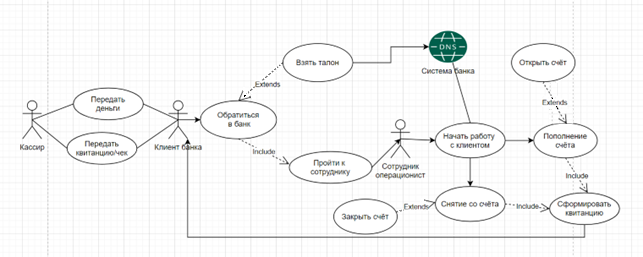 DNS
Взять талон
Система банка
Открыть счёт
Extends
Extends
Передать
деньги
Обратиться
в банк
Кассир
Передать
квитанцию/чек
Клиент банка
Include
Пройти к
сотруднику
Сотрудник
операционист
Начать работу
с клиентом
Пополнение
счёта
Include
Закрыть счёт
Extends
Снятие со счёта
Include
Сформировать
квитанцию